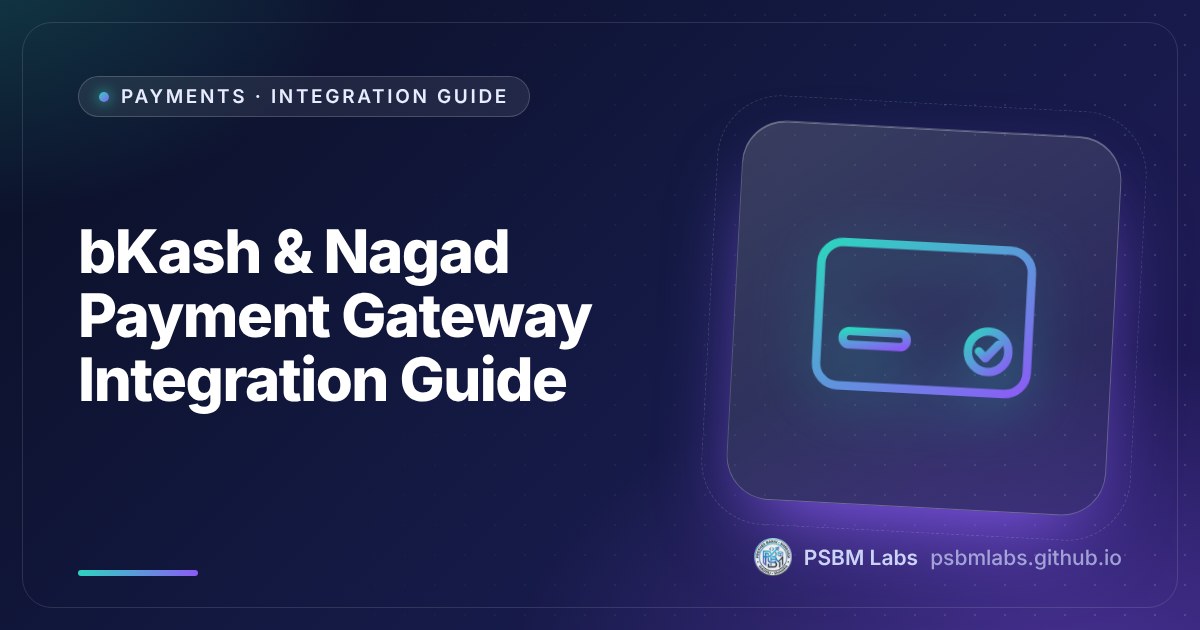 PAYMENTS · INTEGRATION GUIDE
bKash & Nagad
Payment Gateway
Integration Guide
PSBM Labs psbmlabs.github.io